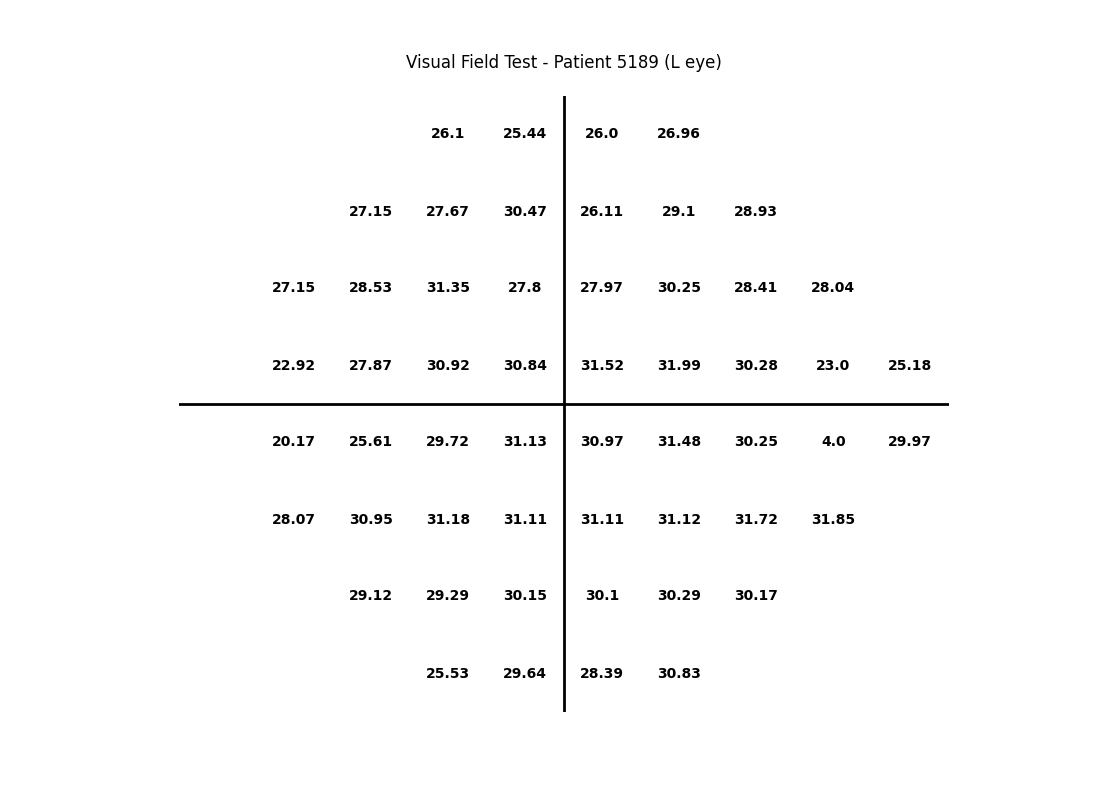 Visual Field Test - Patient 5189 (L eye)
26.1 25.44 26.0 26.96
27.15 27.67 30.47 26.11 29.1 28.93
27.15 28.53 31.35 27.8 27.97 30.25 28.41 28.04
22.92 27.87 30.92 30.84 31.52 31.99 30.28 23.0 25.18
20.17 25.61 29.72 31.13 30.97 31.48 30.25 4.0 29.97
28.07 30.95 31.18 31.11 31.11 31.12 31.72 31.85
29.12 29.29 30.15 30.1 30.29 30.17
25.53 29.64 28.39 30.83